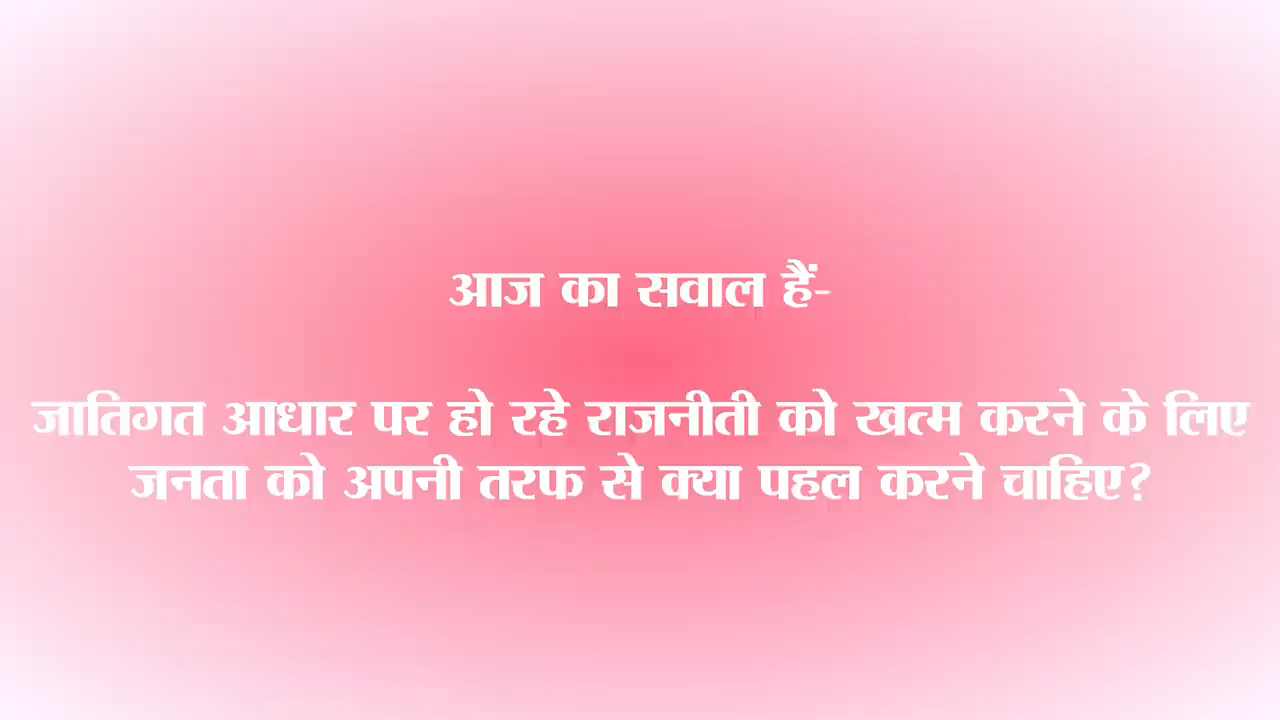 आज का सवाल हैं-
जातिगत आधार पर हो रहे राजनीती को खत्म करने के लिए
जनता को अपनी तरफ से क्या पहल करने चाहिए?